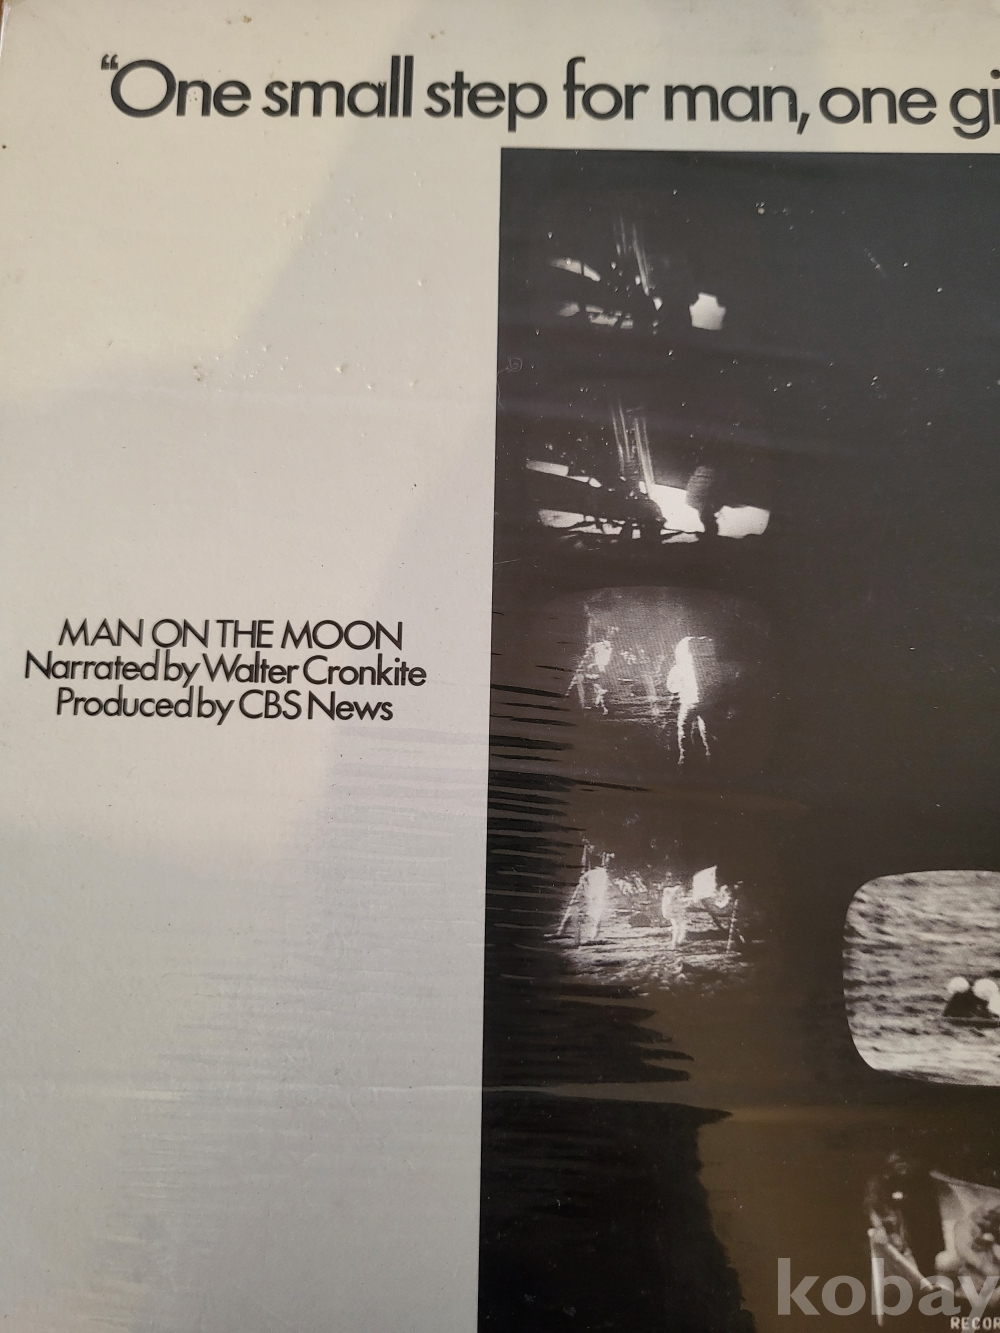 "One small step for man, one gi
MAN ON THE MOON
Narrated by Walter Cronkite
Produced by CBS News
kobay
RECOR